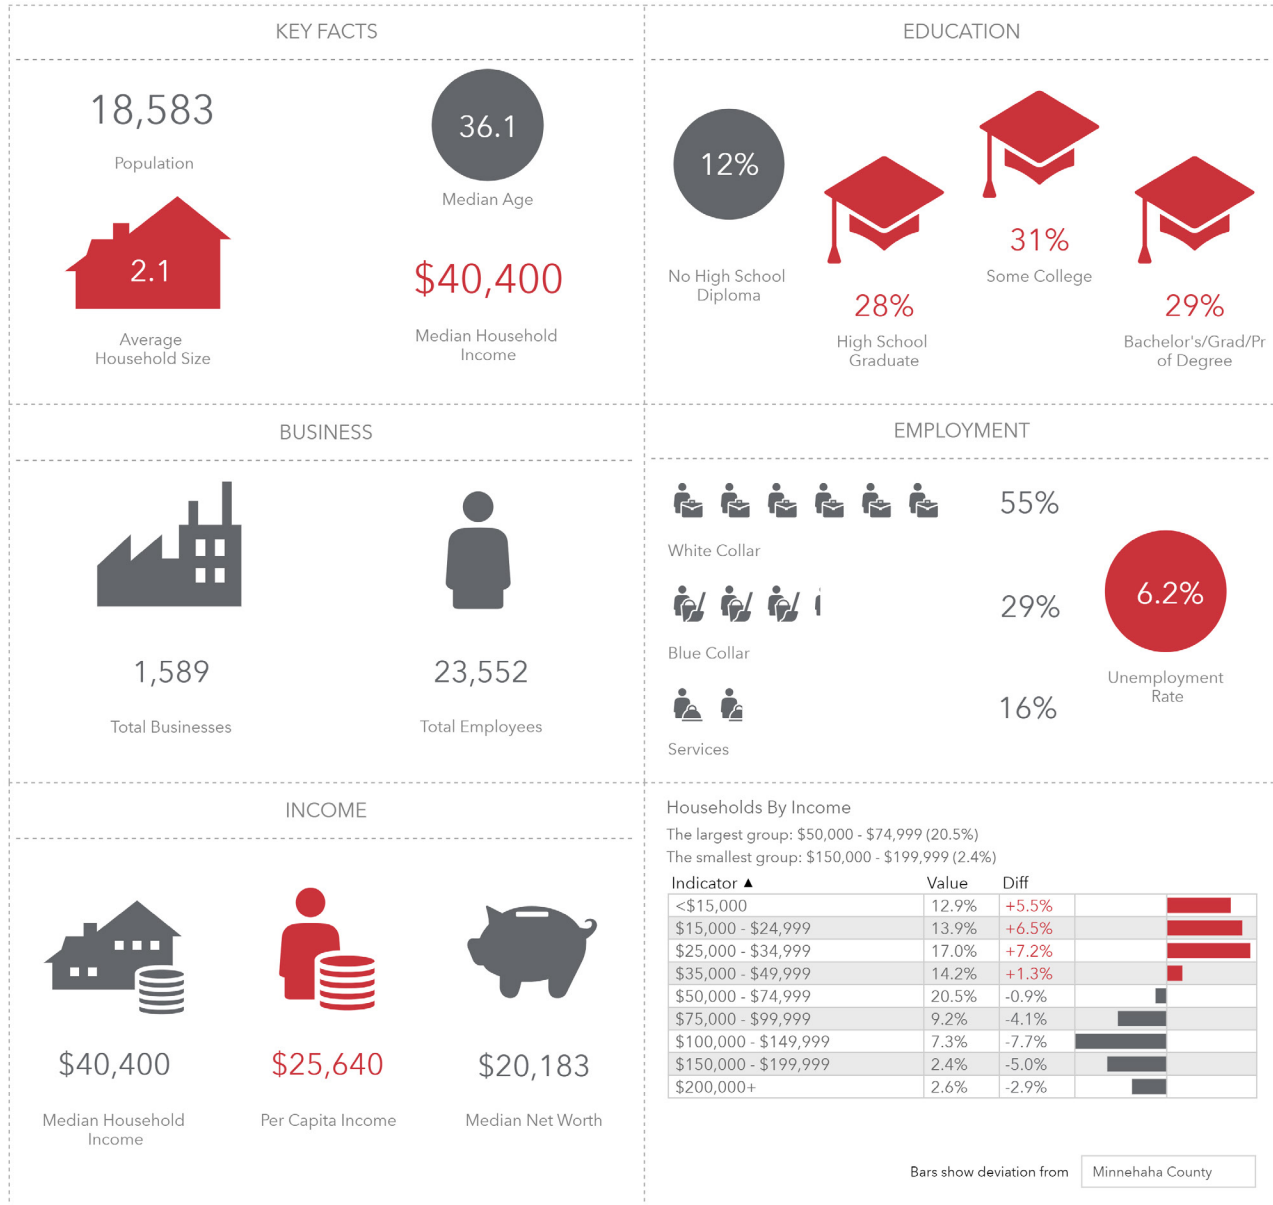 KEY FACTS
18,583
Population
36.1
Median Age
2.1
Average
Household Size
$40,400
Median Household
Income
EDUCATION
12%
No High School
Diploma
28%
High School
Graduate
31%
Some College
29%
Bachelor's/Grad/Pr
of Degree
BUSINESS
1,589
Total Businesses
23,552
Total Employees
EMPLOYMENT
55%
White Collar
29%
Blue Collar
16%
Services
6.2%
Unemployment
Rate
INCOME
$40,400
Median Household
Income
$25,640
Per Capita Income
$20,183
Median Net Worth
Households By Income
The largest group: $50,000 - $74,999 (20.5%)
The smallest group: $150,000 - $199,999 (2.4%)
Indicator ▲ Value Diff
<$15,000 12.9% +5.5%
$15,000 - $24,999 13.9% +6.5%
$25,000 - $34,999 17.0% +7.2%
$35,000 - $49,999 14.2% +1.3%
$50,000 - $74,999 20.5% -0.9%
$75,000 - $99,999 9.2% -4.1%
$100,000 - $149,999 7.3% -7.7%
$150,000 - $199,999 2.4% -5.0%
$200,000+ 2.6% -2.9%
Bars show deviation from Minnehaha County